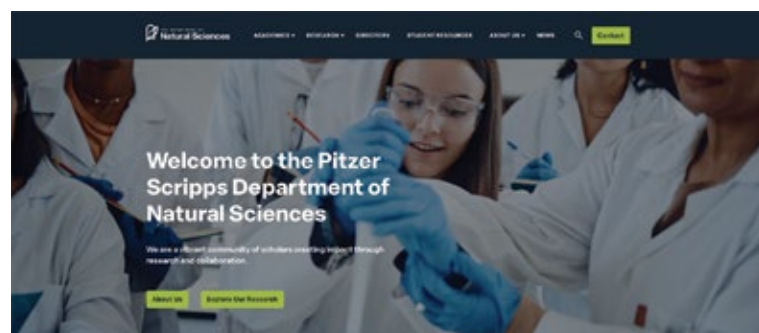 Natural Sciences
ACADEMICS RESEARCH DIRECTORY STUDENT RESOURCES ABOUT US NEWS Contact
Welcome to the Pitzer
Scripps Department of
Natural Sciences
We are a vibrant community of scholars creating impact through
research and collaboration.
About Us Explore Our Research